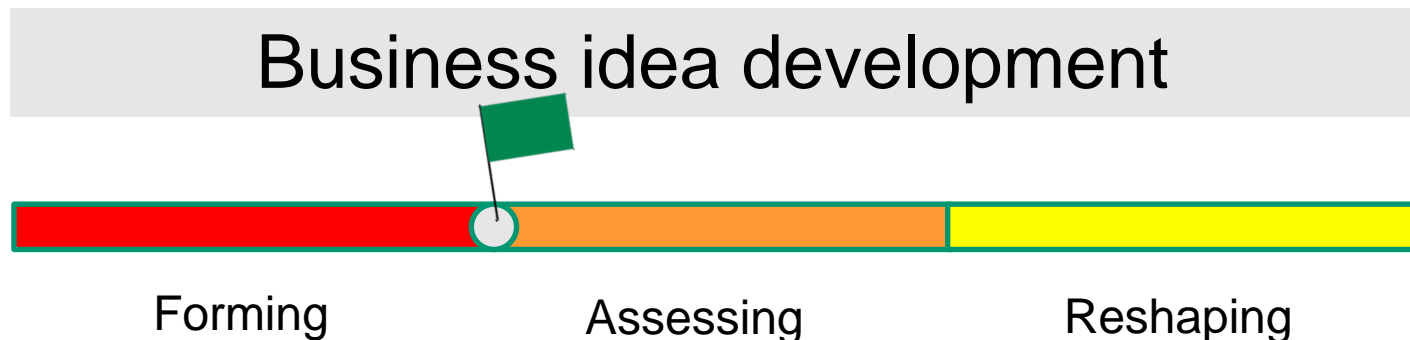 Business idea development
Forming
Assessing
Reshaping